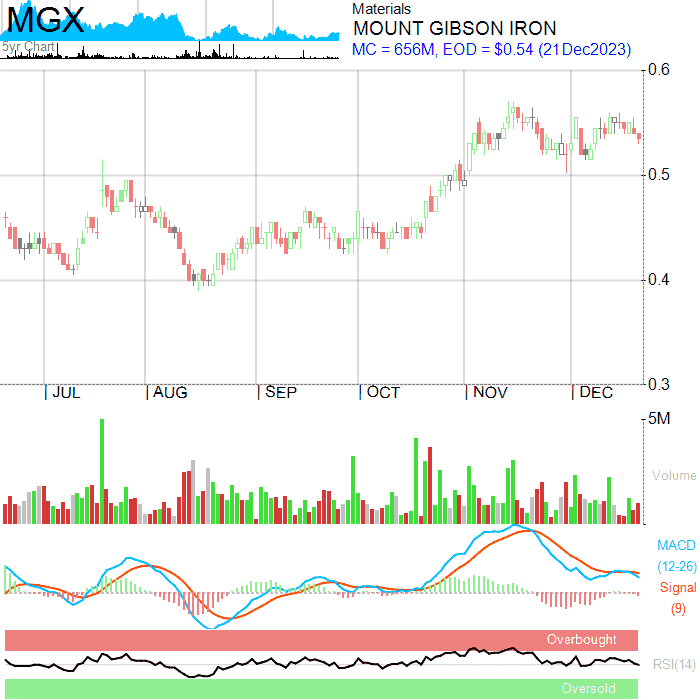 MGX
5yr Chart
Materials
MOUNT GIBSON IRON
MC = 656M, EOD = $0.54 (21Dec2023)
0.6
0.5
0.4
0.3
JUL AUG SEP OCT NOV DEC
5M
Volume
MACD
(12-26)
Signal
(9)
Overbought
RSI(14)
Oversold